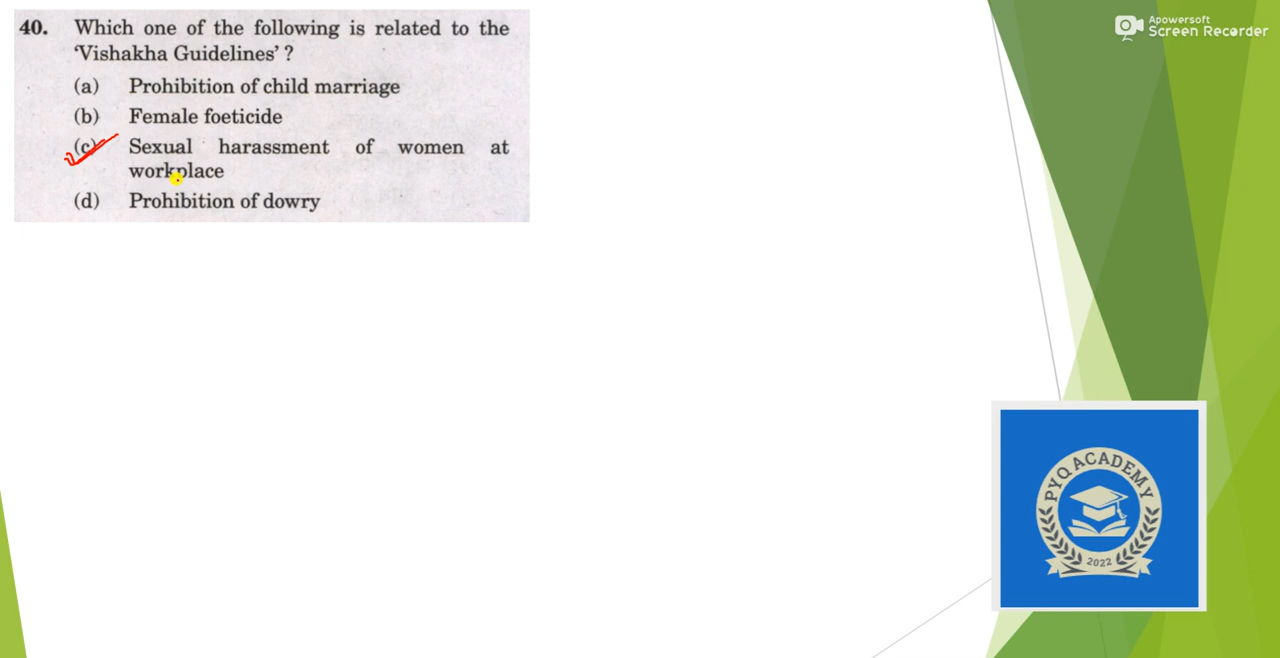 40. Which one of the following is related to the
'Vishakha Guidelines' ?
(a) Prohibition of child marriage
(b) Female foeticide
(c) Sexual harassment of women at
workplace
(d) Prohibition of dowry
Apowersoft
Screen Recorder
PYQ ACADEMY
2022